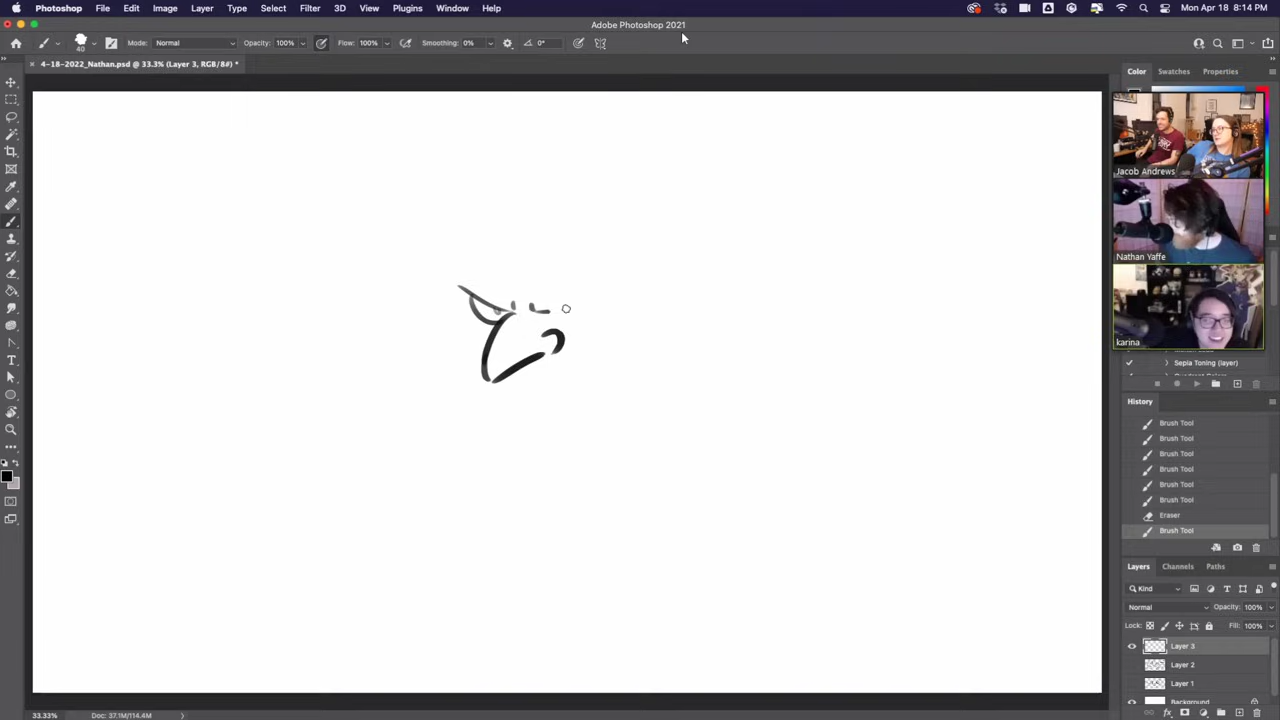 Photoshop File Edit Image Layer Type Select Filter 3D View Plugins Window Help Mon Apr 18 8:14 PM
Adobe Photoshop 2021
40 Mode: Normal Opacity: 100% Flow: 100% Smoothing: 0% 0°
4-18-2022_Nathan.psd @ 33.3% (Layer 3, RGB/8#) *
Color Swatches Properties
Jacob Andrews
Nathan Yaffe
karina
Sepia Toning (layer)
History
Brush Tool
Brush Tool
Brush Tool
Brush Tool
Brush Tool
Brush Tool
Eraser
Brush Tool
Layers Channels Paths
Kind
Normal Opacity: 100%
Lock: Fill: 100%
Layer 3
Layer 2
Layer 1
Background
33.33% Doc: 37.1M/114.4M